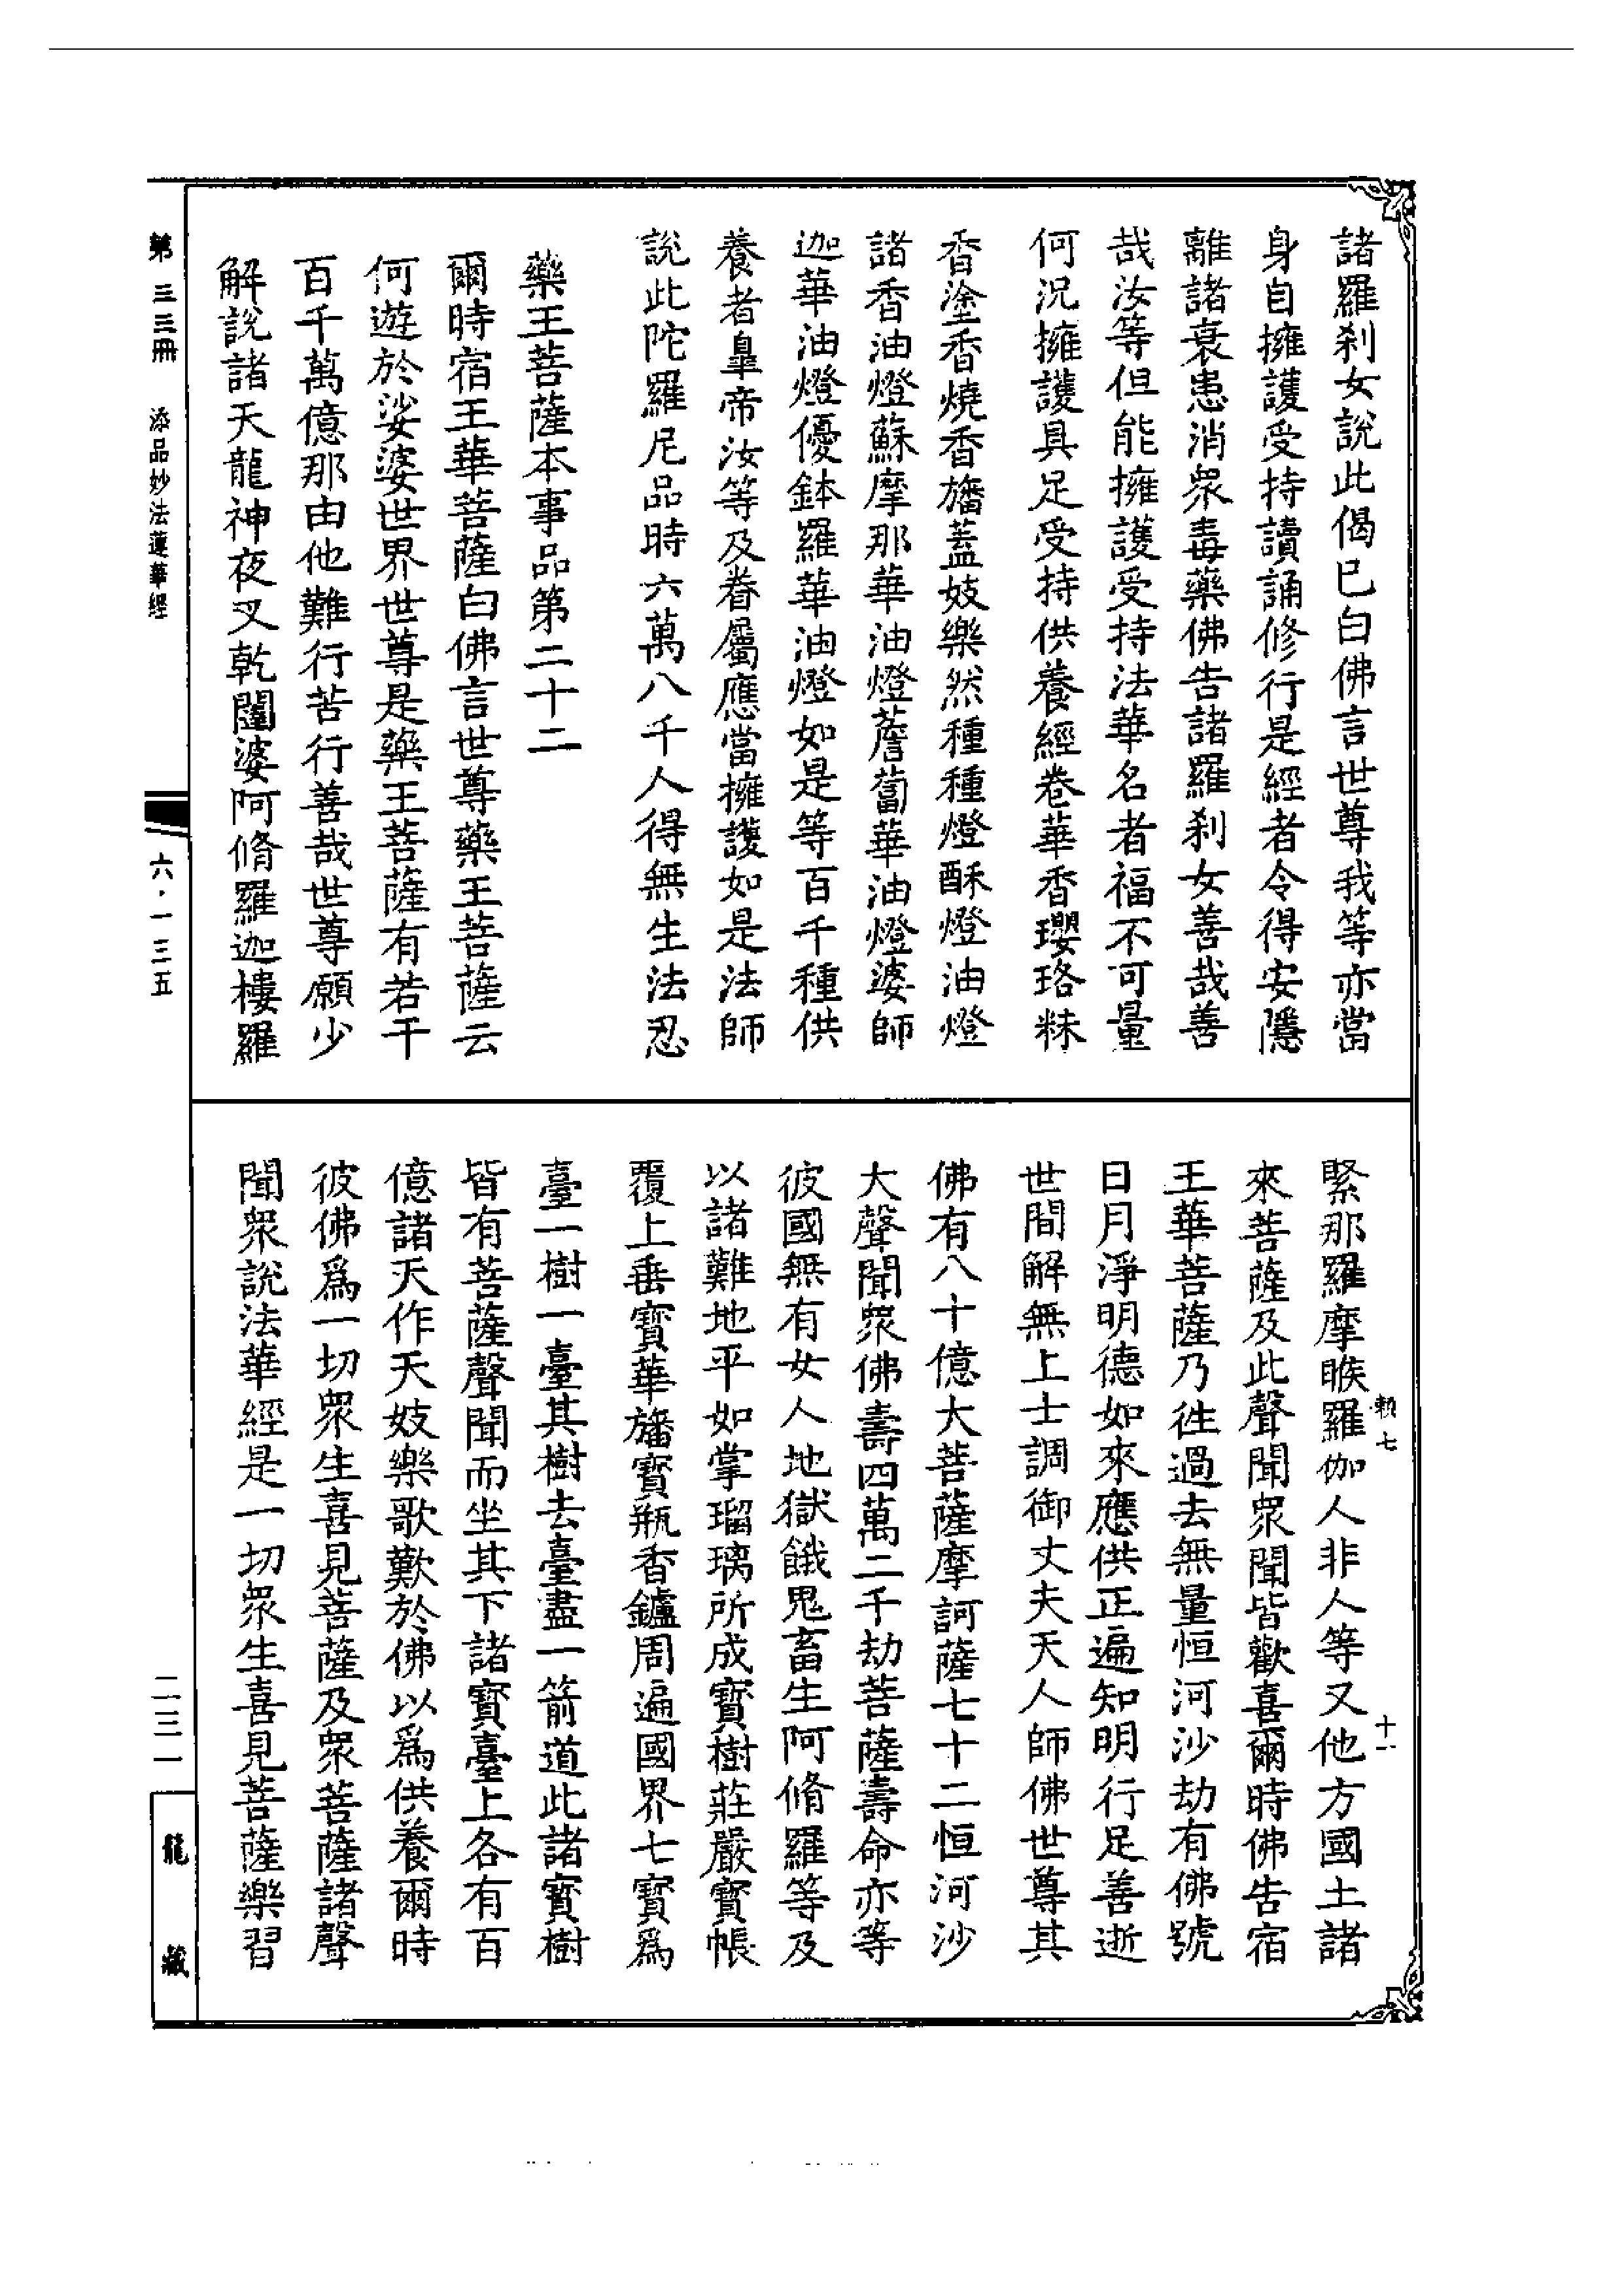 諸羅刹女說此偈已白佛言世尊我等亦當
身自擁護受持讀誦修行是經者令得安隱
離諸衰患消衆毒藥佛告諸羅刹女善哉善
哉汝等但能擁護受持法華名者福不可量
何況擁護具足受持供養經卷華香瓔珞粖
香塗香燒香旛蓋妓樂然種種燈酥燈油燈
諸香油燈蘇摩那華油燈薝蔔華油燈婆師
迦華油燈優鉢羅華油燈如是等百千種供
養者臯帝汝等及眷屬應當擁護如是法師
說此陀羅尼品時六萬八千人得無生法忍
藥王菩薩本事品第二十二
爾時宿王華菩薩白佛言世尊藥王菩薩云
何遊於娑婆世界世尊是藥王菩薩有若干
百千萬億那由他難行苦行善哉世尊願少
解說諸天龍神夜叉乾闥婆阿脩羅迦樓羅
緊那羅摩睺羅伽人非人等又他方國土諸
來菩薩及此聲聞衆聞皆歡喜爾時佛告宿
王華菩薩乃徃過去無量恒河沙劫有佛號
日月淨明德如來應供正遍知明行足善逝
世間解無上士調御丈夫天人師佛世尊其
佛有八十億大菩薩摩訶薩七十二恒河沙
大聲聞衆佛壽四萬二千劫菩薩壽命亦等
彼國無有女人地獄餓鬼畜生阿脩羅等及
以諸難地平如掌瑠璃所成寳樹莊嚴寳帳
覆上垂寳華旛寳瓶香鑪周遍國界七寳爲
臺一樹一臺其樹去臺盡一箭道此諸寳樹
皆有菩薩聲聞而坐其下諸寳臺上各有百
億諸天作天妓樂歌歎於佛以爲供養爾時
彼佛爲一切衆生喜見菩薩及衆菩薩諸聲
聞衆說法華經是一切衆生喜見菩薩樂習
賴七
十一
第三三冊 添品妙法蓮華經
六·一三五
二三一
龍藏